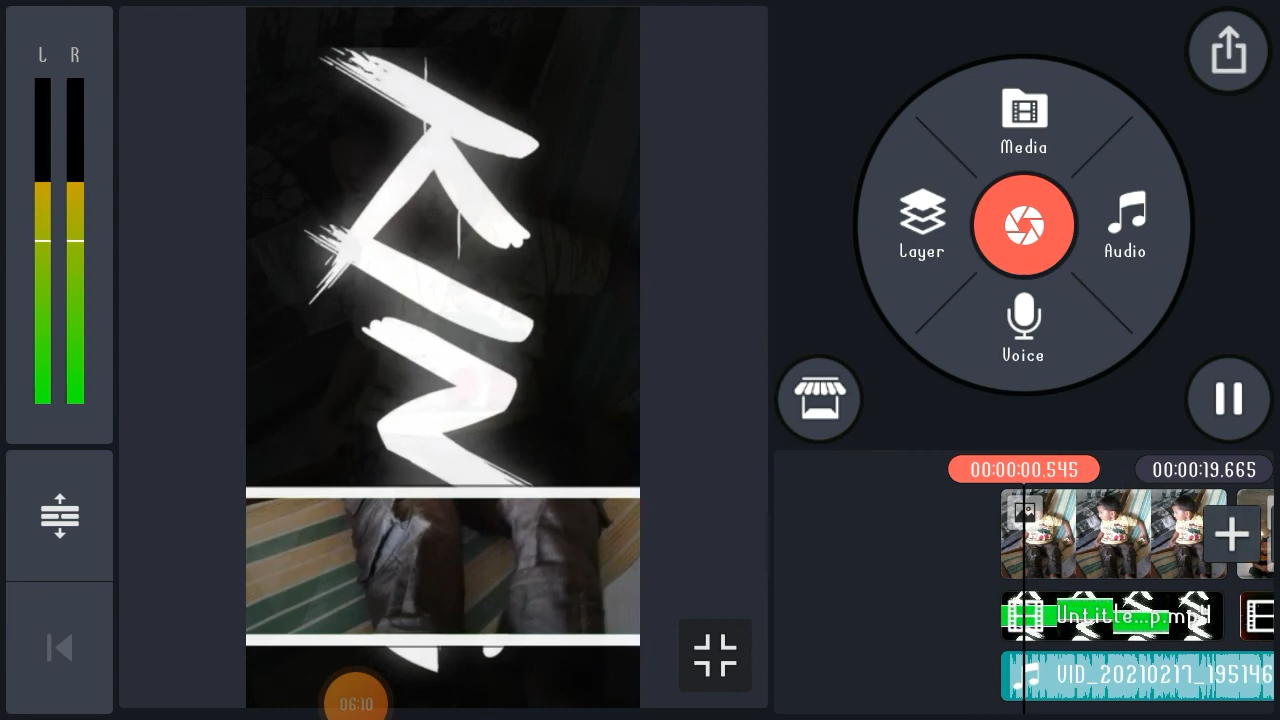 L R
Media
Layer
Audio
Voice
00:00:00.545
00:00:19.665
Untitle...p.mp4
VID_20210217_195146
06:10